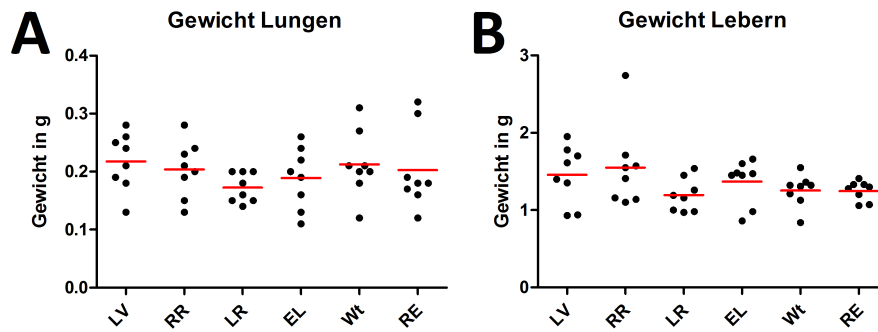 A
Gewicht Lungen
Gewicht in g
0.4
0.3
0.2
0.1
0.0
LV
RR
LR
EL
Wt
RE
B
Gewicht Lebern
Gewicht in g
3
2
1
0
LV
RR
LR
EL
Wt
RE